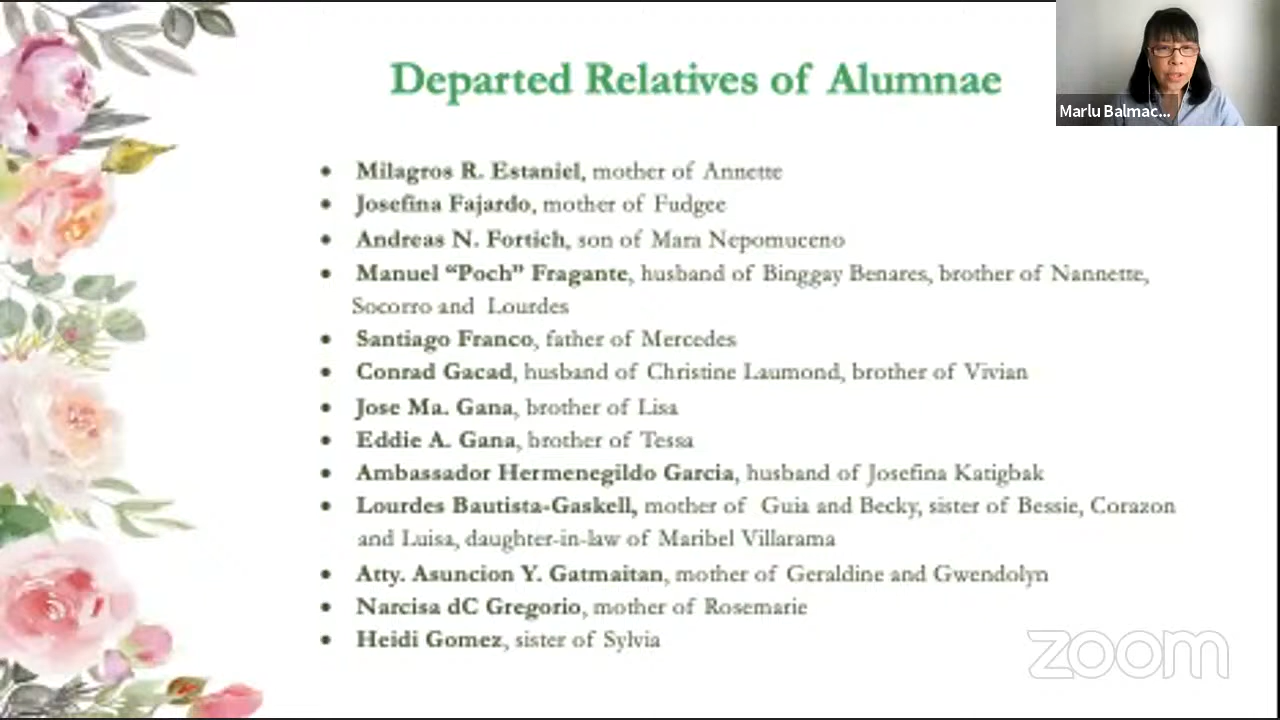 Departed Relatives of Alumnae
Marlu Balmac...
• Milagros R. Estaniel, mother of Annette
• Josefina Fajardo, mother of Fudgee
• Andreas N. Fortich, son of Mara Nepomuceno
• Manuel “Poch” Fragante, husband of Binggay Benares, brother of Nannette,
Socorro and Lourdes
• Santiago Franco, father of Mercedes
• Conrad Gacad, husband of Christine Laumond, brother of Vivian
• Jose Ma. Gana, brother of Lisa
• Eddie A. Gana, brother of Tessa
• Ambassador Hermenegildo Garcia, husband of Josefina Katigbak
• Lourdes Bautista-Gaskell, mother of Guia and Becky, sister of Bessie, Corazon
and Luisa, daughter-in-law of Maribel Villarama
• Atty. Asuncion Y. Gatmaitan, mother of Geraldine and Gwendolyn
• Narcisa dC Gregorio, mother of Rosemarie
• Heidi Gomez, sister of Sylvia
zoom